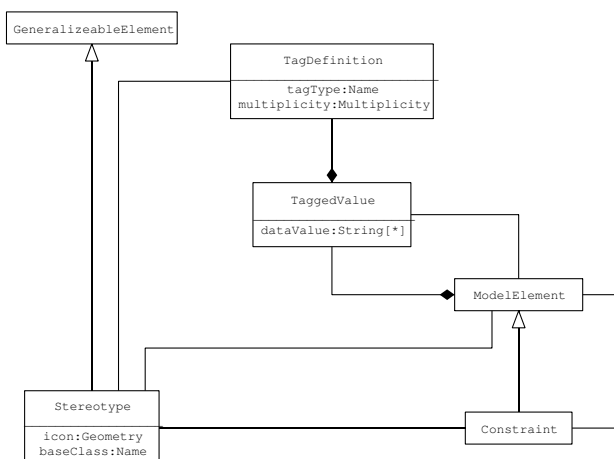 GeneralizeableElement
TagDefinition
tagType:Name
multiplicity:Multiplicity
TaggedValue
dataValue:String[*]
ModelElement
Stereotype
icon:Geometry
baseClass:Name
Constraint